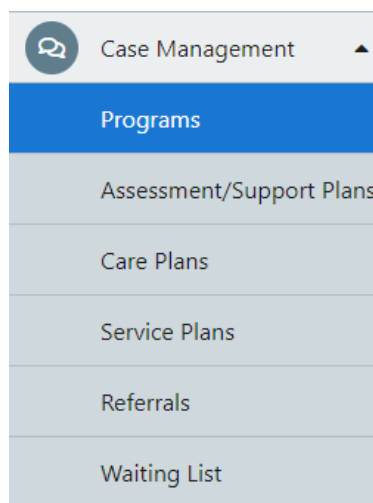 Case Management
Programs
Assessment/Support Plans
Care Plans
Service Plans
Referrals
Waiting List